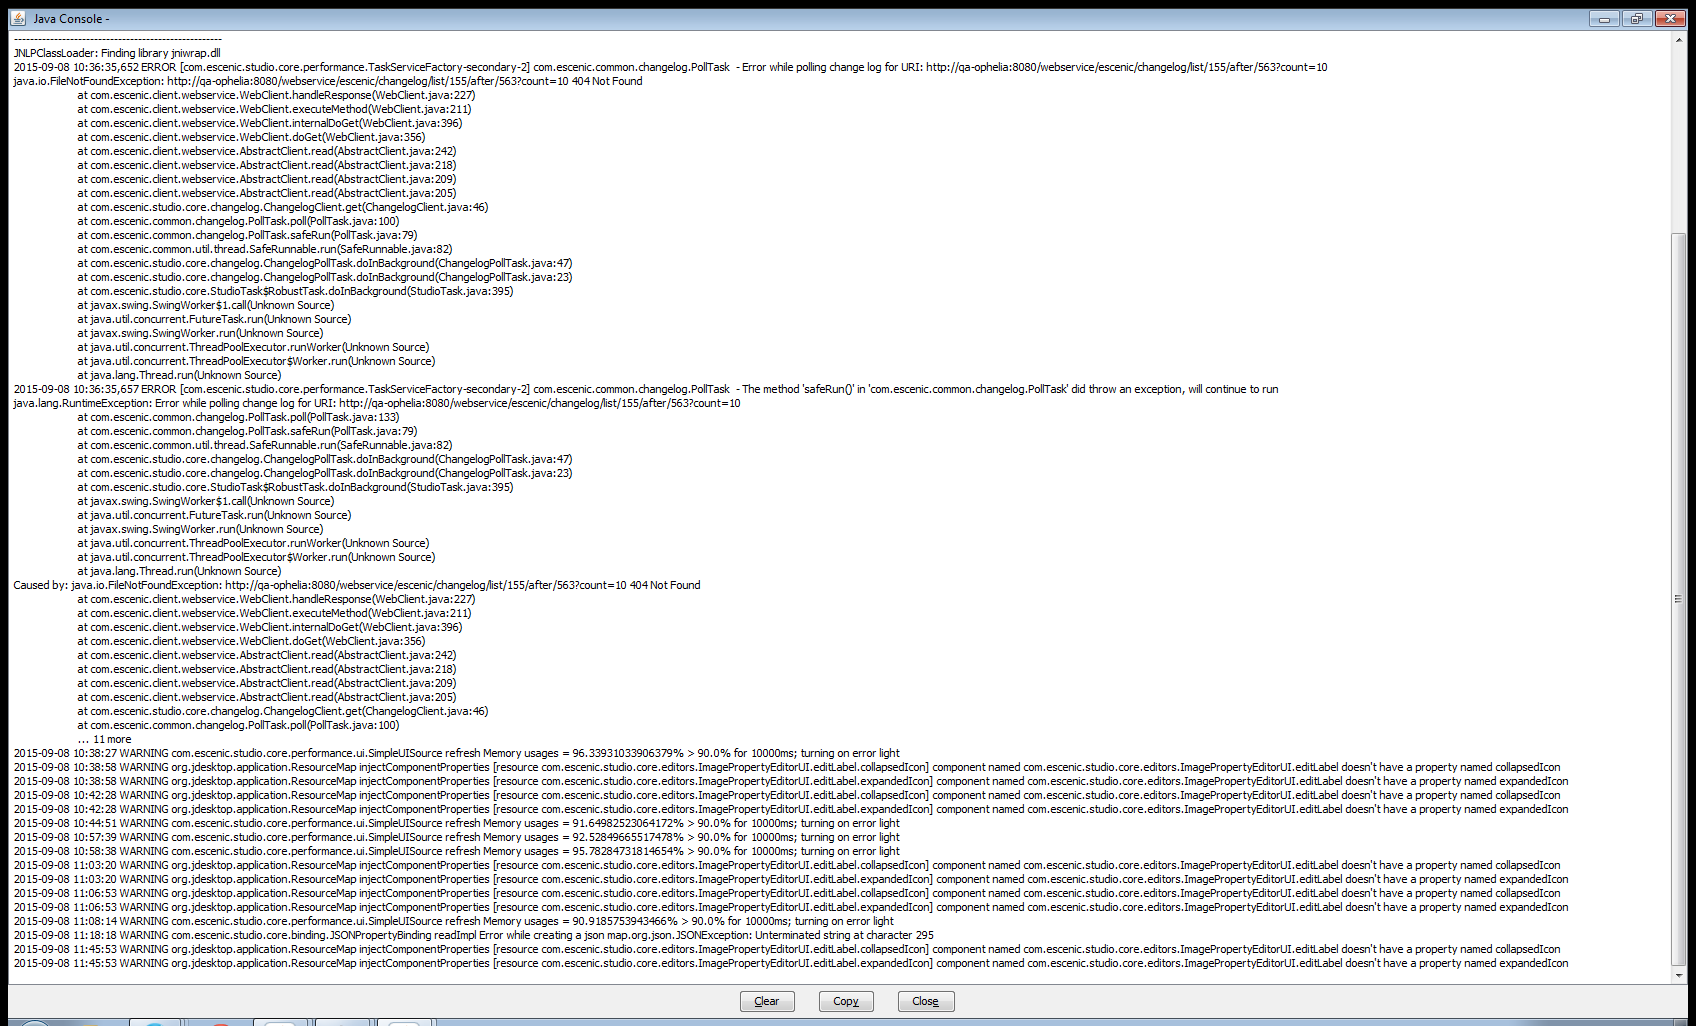 Java Console -
----------------------------------------------------
JNLPClassLoader: Finding library jniwrap.dll
2015-09-08 10:36:35,652 ERROR [com.escenic.studio.core.performance.TaskServiceFactory-secondary-2] com.escenic.common.changelog.PollTask  - Error while polling change log for URI: http://qa-ophelia:8080/webservice/escenic/changelog/list/155/after/563?count=10
java.io.FileNotFoundException: http://qa-ophelia:8080/webservice/escenic/changelog/list/155/after/563?count=10 404 Not Found
at com.escenic.client.webservice.WebClient.handleResponse(WebClient.java:227)
at com.escenic.client.webservice.WebClient.executeMethod(WebClient.java:211)
at com.escenic.client.webservice.WebClient.internalDoGet(WebClient.java:396)
at com.escenic.client.webservice.WebClient.doGet(WebClient.java:356)
at com.escenic.client.webservice.AbstractClient.read(AbstractClient.java:242)
at com.escenic.client.webservice.AbstractClient.read(AbstractClient.java:218)
at com.escenic.client.webservice.AbstractClient.read(AbstractClient.java:209)
at com.escenic.client.webservice.AbstractClient.read(AbstractClient.java:205)
at com.escenic.studio.core.changelog.ChangelogClient.get(ChangelogClient.java:46)
at com.escenic.common.changelog.PollTask.poll(PollTask.java:100)
at com.escenic.common.changelog.PollTask.safeRun(PollTask.java:79)
at com.escenic.common.util.thread.SafeRunnable.run(SafeRunnable.java:82)
at com.escenic.studio.core.changelog.ChangelogPollTask.doInBackground(ChangelogPollTask.java:47)
at com.escenic.studio.core.changelog.ChangelogPollTask.doInBackground(ChangelogPollTask.java:23)
at com.escenic.studio.core.StudioTask$RobustTask.doInBackground(StudioTask.java:395)
at javax.swing.SwingWorker$1.call(Unknown Source)
at java.util.concurrent.FutureTask.run(Unknown Source)
at javax.swing.SwingWorker.run(Unknown Source)
at java.util.concurrent.ThreadPoolExecutor.runWorker(Unknown Source)
at java.util.concurrent.ThreadPoolExecutor$Worker.run(Unknown Source)
at java.lang.Thread.run(Unknown Source)
2015-09-08 10:36:35,657 ERROR [com.escenic.studio.core.performance.TaskServiceFactory-secondary-2] com.escenic.common.changelog.PollTask  - The method 'safeRun()' in 'com.escenic.common.changelog.PollTask' did throw an exception, will continue to run
java.lang.RuntimeException: Error while polling change log for URI: http://qa-ophelia:8080/webservice/escenic/changelog/list/155/after/563?count=10
at com.escenic.common.changelog.PollTask.poll(PollTask.java:133)
at com.escenic.common.changelog.PollTask.safeRun(PollTask.java:79)
at com.escenic.common.util.thread.SafeRunnable.run(SafeRunnable.java:82)
at com.escenic.studio.core.changelog.ChangelogPollTask.doInBackground(ChangelogPollTask.java:47)
at com.escenic.studio.core.changelog.ChangelogPollTask.doInBackground(ChangelogPollTask.java:23)
at com.escenic.studio.core.StudioTask$RobustTask.doInBackground(StudioTask.java:395)
at javax.swing.SwingWorker$1.call(Unknown Source)
at java.util.concurrent.FutureTask.run(Unknown Source)
at javax.swing.SwingWorker.run(Unknown Source)
at java.util.concurrent.ThreadPoolExecutor.runWorker(Unknown Source)
at java.util.concurrent.ThreadPoolExecutor$Worker.run(Unknown Source)
at java.lang.Thread.run(Unknown Source)
Caused by: java.io.FileNotFoundException: http://qa-ophelia:8080/webservice/escenic/changelog/list/155/after/563?count=10 404 Not Found
at com.escenic.client.webservice.WebClient.handleResponse(WebClient.java:227)
at com.escenic.client.webservice.WebClient.executeMethod(WebClient.java:211)
at com.escenic.client.webservice.WebClient.internalDoGet(WebClient.java:396)
at com.escenic.client.webservice.WebClient.doGet(WebClient.java:356)
at com.escenic.client.webservice.AbstractClient.read(AbstractClient.java:242)
at com.escenic.client.webservice.AbstractClient.read(AbstractClient.java:218)
at com.escenic.client.webservice.AbstractClient.read(AbstractClient.java:209)
at com.escenic.client.webservice.AbstractClient.read(AbstractClient.java:205)
at com.escenic.studio.core.changelog.ChangelogClient.get(ChangelogClient.java:46)
at com.escenic.common.changelog.PollTask.poll(PollTask.java:100)
... 11 more
2015-09-08 10:38:27 WARNING com.escenic.studio.core.performance.ui.SimpleUISource refresh Memory usages = 96.33931033906379% > 90.0% for 10000ms; turning on error light
2015-09-08 10:38:58 WARNING org.jdesktop.application.ResourceMap injectComponentProperties [resource com.escenic.studio.core.editors.ImagePropertyEditorUI.editLabel.collapsedIcon] component named com.escenic.studio.core.editors.ImagePropertyEditorUI.editLabel doesn't have a property named collapsedIcon
2015-09-08 10:38:58 WARNING org.jdesktop.application.ResourceMap injectComponentProperties [resource com.escenic.studio.core.editors.ImagePropertyEditorUI.editLabel.expandedIcon] component named com.escenic.studio.core.editors.ImagePropertyEditorUI.editLabel doesn't have a property named expandedIcon
2015-09-08 10:42:28 WARNING org.jdesktop.application.ResourceMap injectComponentProperties [resource com.escenic.studio.core.editors.ImagePropertyEditorUI.editLabel.collapsedIcon] component named com.escenic.studio.core.editors.ImagePropertyEditorUI.editLabel doesn't have a property named collapsedIcon
2015-09-08 10:42:28 WARNING org.jdesktop.application.ResourceMap injectComponentProperties [resource com.escenic.studio.core.editors.ImagePropertyEditorUI.editLabel.expandedIcon] component named com.escenic.studio.core.editors.ImagePropertyEditorUI.editLabel doesn't have a property named expandedIcon
2015-09-08 10:44:51 WARNING com.escenic.studio.core.performance.ui.SimpleUISource refresh Memory usages = 91.64982523064172% > 90.0% for 10000ms; turning on error light
2015-09-08 10:57:39 WARNING com.escenic.studio.core.performance.ui.SimpleUISource refresh Memory usages = 92.52849665517478% > 90.0% for 10000ms; turning on error light
2015-09-08 10:58:38 WARNING com.escenic.studio.core.performance.ui.SimpleUISource refresh Memory usages = 95.78284731814654% > 90.0% for 10000ms; turning on error light
2015-09-08 11:03:20 WARNING org.jdesktop.application.ResourceMap injectComponentProperties [resource com.escenic.studio.core.editors.ImagePropertyEditorUI.editLabel.collapsedIcon] component named com.escenic.studio.core.editors.ImagePropertyEditorUI.editLabel doesn't have a property named collapsedIcon
2015-09-08 11:03:20 WARNING org.jdesktop.application.ResourceMap injectComponentProperties [resource com.escenic.studio.core.editors.ImagePropertyEditorUI.editLabel.expandedIcon] component named com.escenic.studio.core.editors.ImagePropertyEditorUI.editLabel doesn't have a property named expandedIcon
2015-09-08 11:06:53 WARNING org.jdesktop.application.ResourceMap injectComponentProperties [resource com.escenic.studio.core.editors.ImagePropertyEditorUI.editLabel.collapsedIcon] component named com.escenic.studio.core.editors.ImagePropertyEditorUI.editLabel doesn't have a property named collapsedIcon
2015-09-08 11:06:53 WARNING org.jdesktop.application.ResourceMap injectComponentProperties [resource com.escenic.studio.core.editors.ImagePropertyEditorUI.editLabel.expandedIcon] component named com.escenic.studio.core.editors.ImagePropertyEditorUI.editLabel doesn't have a property named expandedIcon
2015-09-08 11:08:14 WARNING com.escenic.studio.core.performance.ui.SimpleUISource refresh Memory usages = 90.9185753943466% > 90.0% for 10000ms; turning on error light
2015-09-08 11:18:18 WARNING com.escenic.studio.core.binding.JSONPropertyBinding readImpl Error while creating a json map.org.json.JSONException: Unterminated string at character 295
2015-09-08 11:45:53 WARNING org.jdesktop.application.ResourceMap injectComponentProperties [resource com.escenic.studio.core.editors.ImagePropertyEditorUI.editLabel.collapsedIcon] component named com.escenic.studio.core.editors.ImagePropertyEditorUI.editLabel doesn't have a property named collapsedIcon
2015-09-08 11:45:53 WARNING org.jdesktop.application.ResourceMap injectComponentProperties [resource com.escenic.studio.core.editors.ImagePropertyEditorUI.editLabel.expandedIcon] component named com.escenic.studio.core.editors.ImagePropertyEditorUI.editLabel doesn't have a property named expandedIcon
Clear Copy Close